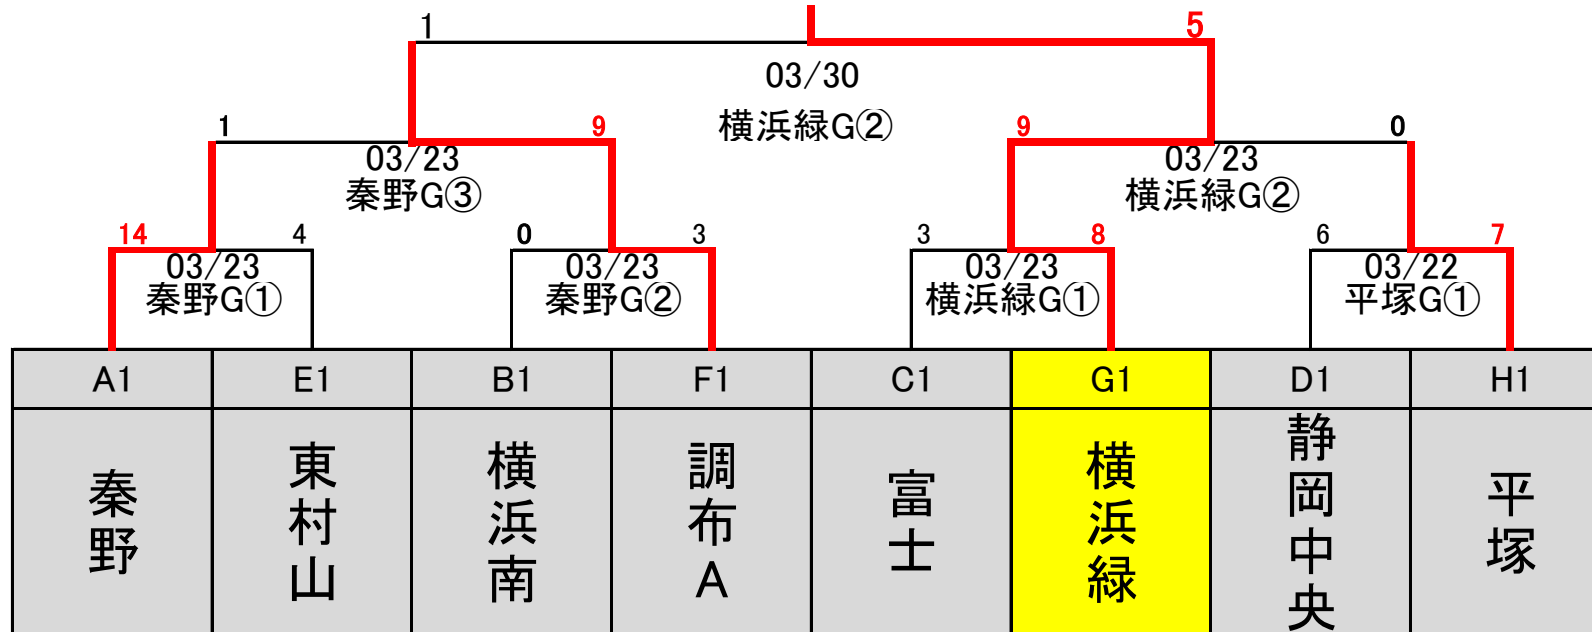 1 5
03/30
横浜緑G②
1 9 9 0
03/23 03/23
秦野G③ 横浜緑G②
14 4 0 3 3 8 6 7
03/23 03/23 03/23 03/22
秦野G① 秦野G② 横浜緑G① 平塚G①
A1 E1 B1 F1 C1 G1 D1 H1
秦野
東村山
横浜南
調布A
富士
横浜緑
静岡中央
平塚